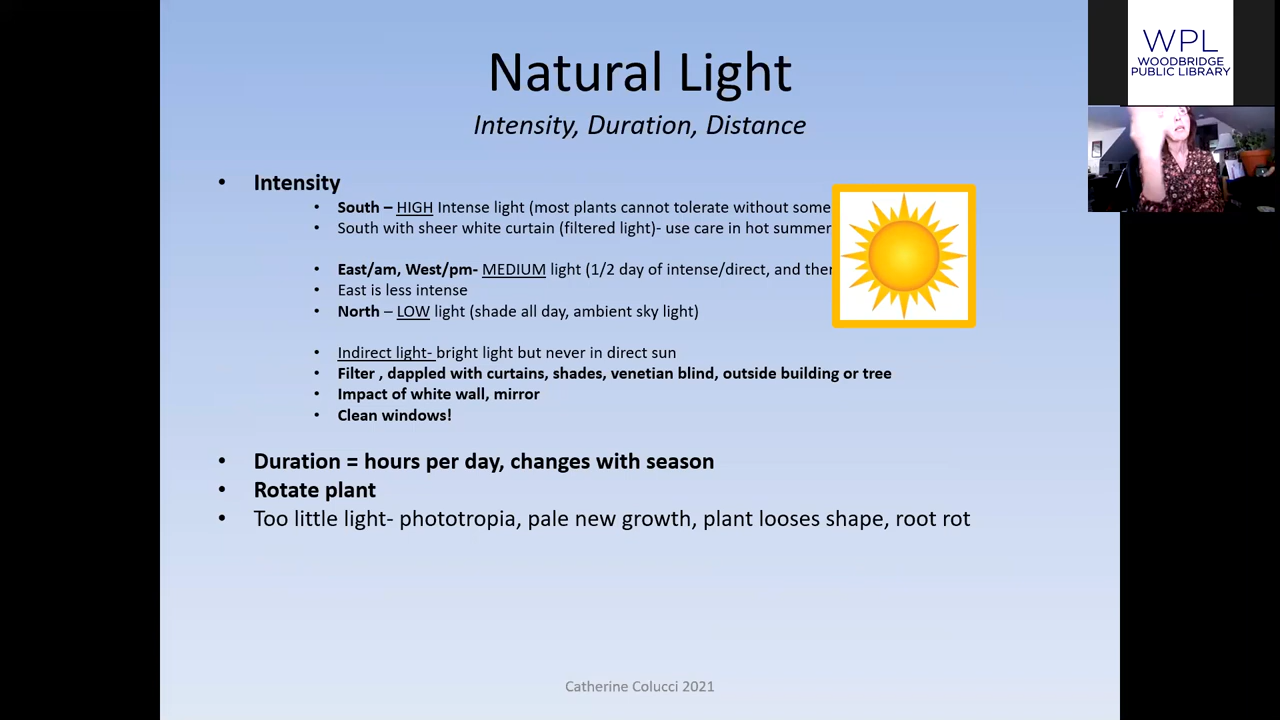 Natural Light
Intensity, Duration, Distance
• Intensity
• South – HIGH Intense light (most plants cannot tolerate without some
• South with sheer white curtain (filtered light)- use care in hot summer
• East/am, West/pm- MEDIUM light (1/2 day of intense/direct, and then
• East is less intense
• North – LOW light (shade all day, ambient sky light)
• Indirect light- bright light but never in direct sun
• Filter , dappled with curtains, shades, venetian blind, outside building or tree
• Impact of white wall, mirror
• Clean windows!
• Duration = hours per day, changes with season
• Rotate plant
• Too little light- phototropia, pale new growth, plant looses shape, root rot
Catherine Colucci 2021
WPL
WOODBRIDGE
PUBLIC LIBRARY